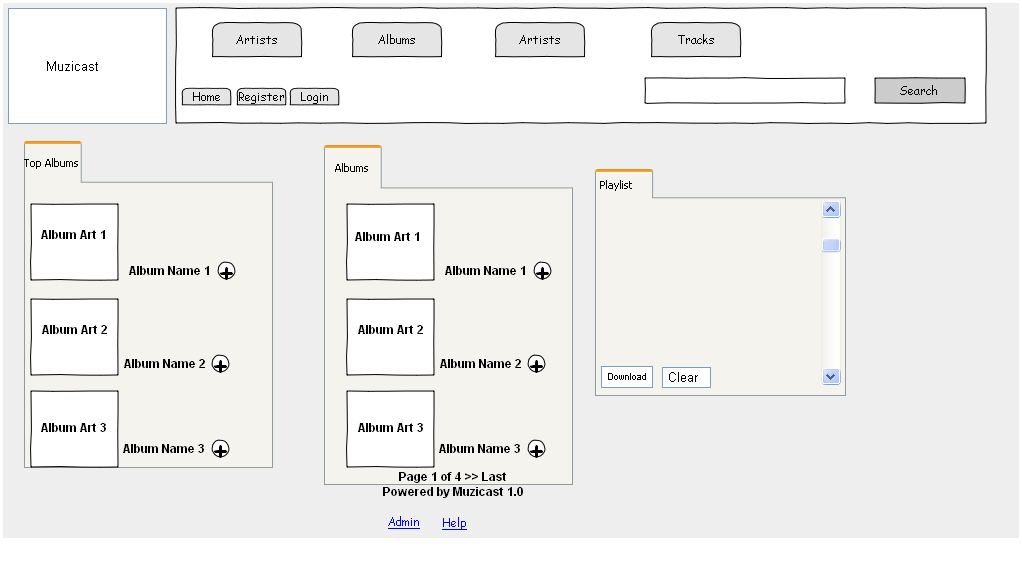 Muzicast
Artists Albums Artists Tracks
Home Register Login Search
Top Albums
Album Art 1
Album Name 1
Album Art 2
Album Name 2
Album Art 3
Album Name 3
Albums
Album Art 1
Album Name 1
Album Art 2
Album Name 2
Album Art 3
Album Name 3
Page 1 of 4 >> Last
Playlist
Download Clear
Powered by Muzicast 1.0
Admin Help